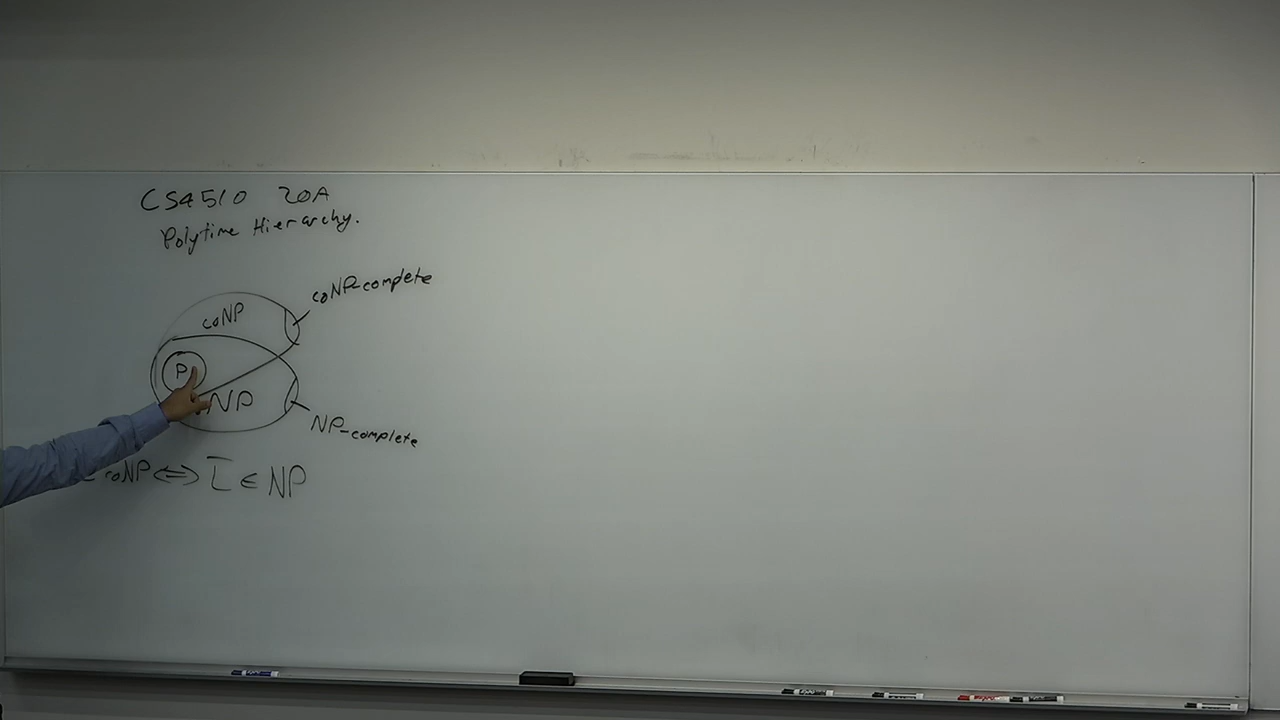 CS4510 20A
Polytime Hierarchy.
coNP-complete
coNP
P
NP
NP-complete
coNP ⟺ L̅ ∈ NP